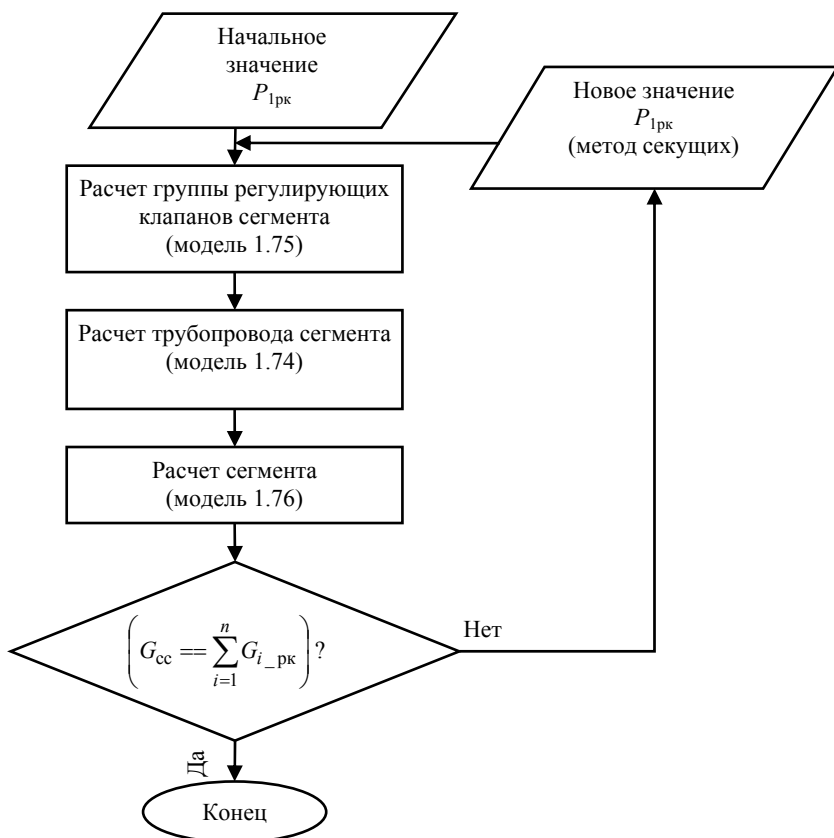 Начальное
значение
P₁рк
Новое значение
P₁рк
(метод секущих)
Расчет группы регулирующих
клапанов сегмента
(модель 1.75)
Расчет трубопровода сегмента
(модель 1.74)
Расчет сегмента
(модель 1.76)
(G_cc == ∑_{i=1}^{n} G_{i_рк})?
Нет
Да
Конец